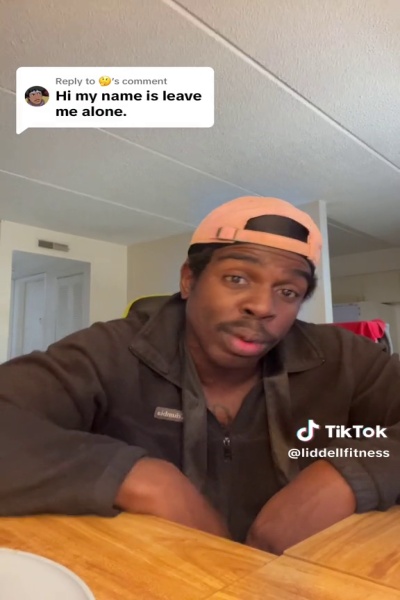 Reply to 🤔's comment
Hi my name is leave
me alone.
TikTok
@liddellfitness